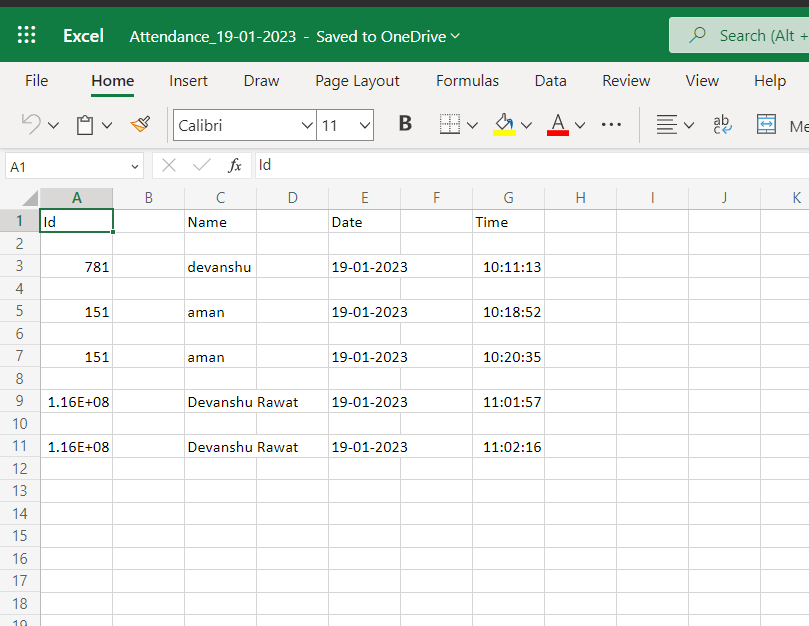 Excel Attendance_19-01-2023 - Saved to OneDrive Search (Alt +
File Home Insert Draw Page Layout Formulas Data Review View Help
Calibri 11 B A ab Me
A1 fx Id
A B C D E F G H I J K
1 Id Name Date Time
2
3 781 devanshu 19-01-2023 10:11:13
4
5 151 aman 19-01-2023 10:18:52
6
7 151 aman 19-01-2023 10:20:35
8
9 1.16E+08 Devanshu Rawat 19-01-2023 11:01:57
10
11 1.16E+08 Devanshu Rawat 19-01-2023 11:02:16
12
13
14
15
16
17
18
19